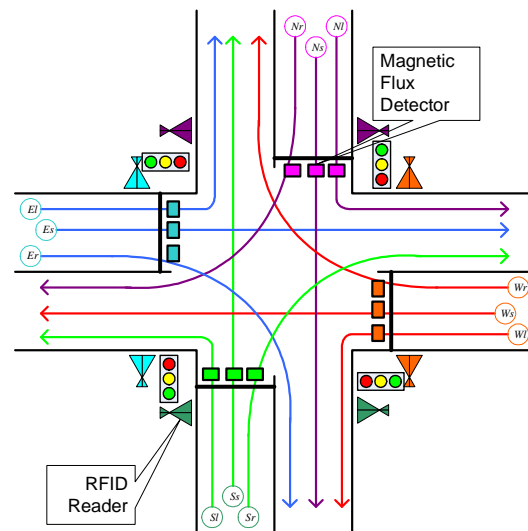 Nr
Nl
Ns
Magnetic
Flux
Detector
El
Es
Er
Wr
Ws
Wl
RFID
Reader
Sl
Ss
Sr